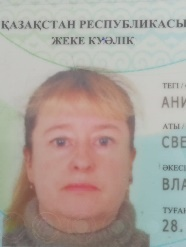 ҚАЗАҚСТАН РЕСПУБЛИКАСЫ
ЖЕКЕ КУӘЛІК
ТЕГІ /
АНИ
АТЫ /
СВЕ
ӘКЕСІ
ВЛА
ТУҒАН
28.